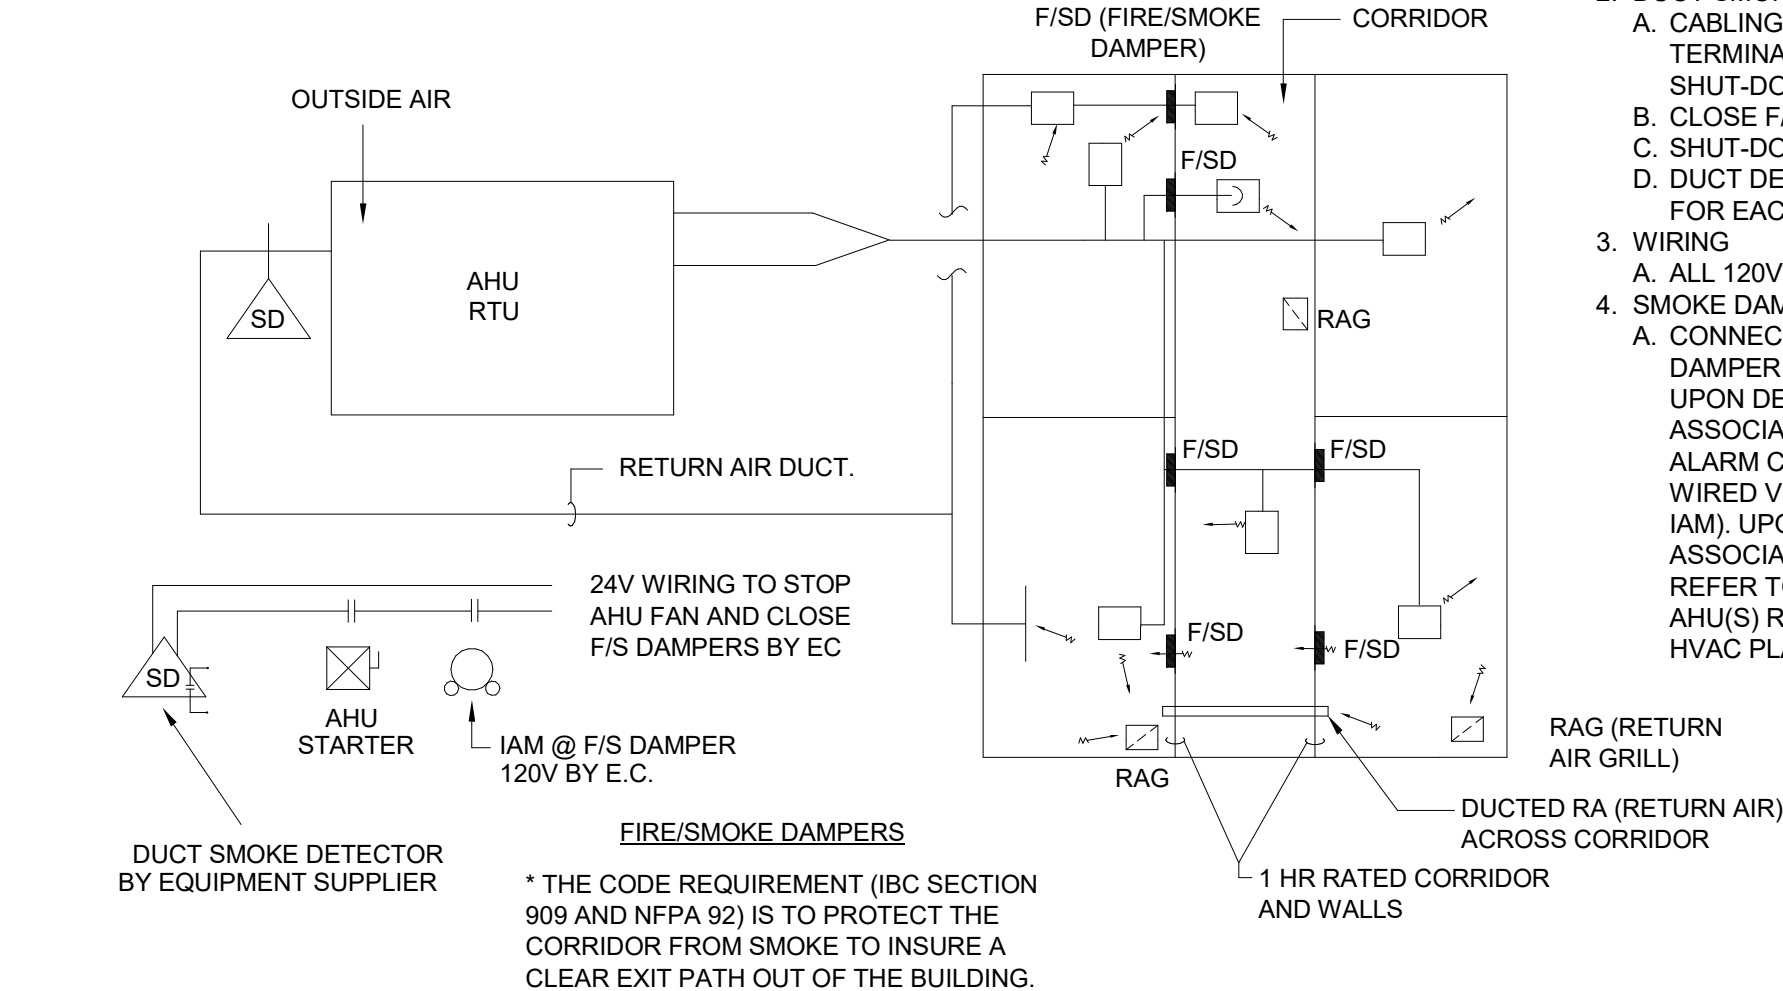 F/SD (FIRE/SMOKE
DAMPER)
CORRIDOR
OUTSIDE AIR
F/SD
AHU
RTU
SD
RAG
F/SD
F/SD
RETURN AIR DUCT.
24V WIRING TO STOP
AHU FAN AND CLOSE
F/S DAMPERS BY EC
F/SD
F/SD
SD
AHU
STARTER
IAM @ F/S DAMPER
120V BY E.C.
RAG
RAG (RETURN
AIR GRILL)
DUCTED RA (RETURN AIR)
ACROSS CORRIDOR
1 HR RATED CORRIDOR
AND WALLS
DUCT SMOKE DETECTOR
BY EQUIPMENT SUPPLIER
FIRE/SMOKE DAMPERS
* THE CODE REQUIREMENT (IBC SECTION
909 AND NFPA 92) IS TO PROTECT THE
CORRIDOR FROM SMOKE TO INSURE A
CLEAR EXIT PATH OUT OF THE BUILDING.
A. CABLING
TERMINA
SHUT-DO
B. CLOSE F/
C. SHUT-DO
D. DUCT DE
FOR EAC
3. WIRING
A. ALL 120V
4. SMOKE DAM
A. CONNEC
DAMPER
UPON DE
ASSOCIA
ALARM C
WIRED V
IAM). UPO
ASSOCIA
REFER TO
AHU(S) R
HVAC PLA